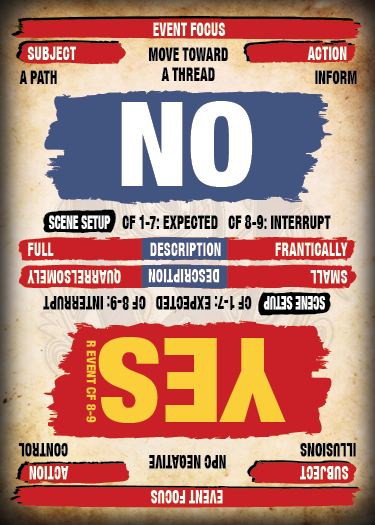 EVENT FOCUS
SUBJECT MOVE TOWARD ACTION
A PATH A THREAD INFORM
NO
SCENE SETUP CF 1-7: EXPECTED CF 8-9: INTERRUPT
FULL DESCRIPTION FRANTICALLY
SMALL DESCRIPTION QUARRELSOMELY
SCENE SETUP CF 1-7: EXPECTED CF 8-9: INTERRUPT
YES
R EVENT CF 8-9
ILLUSIONS NPC NEGATIVE CONTROL
SUBJECT ACTION
EVENT FOCUS